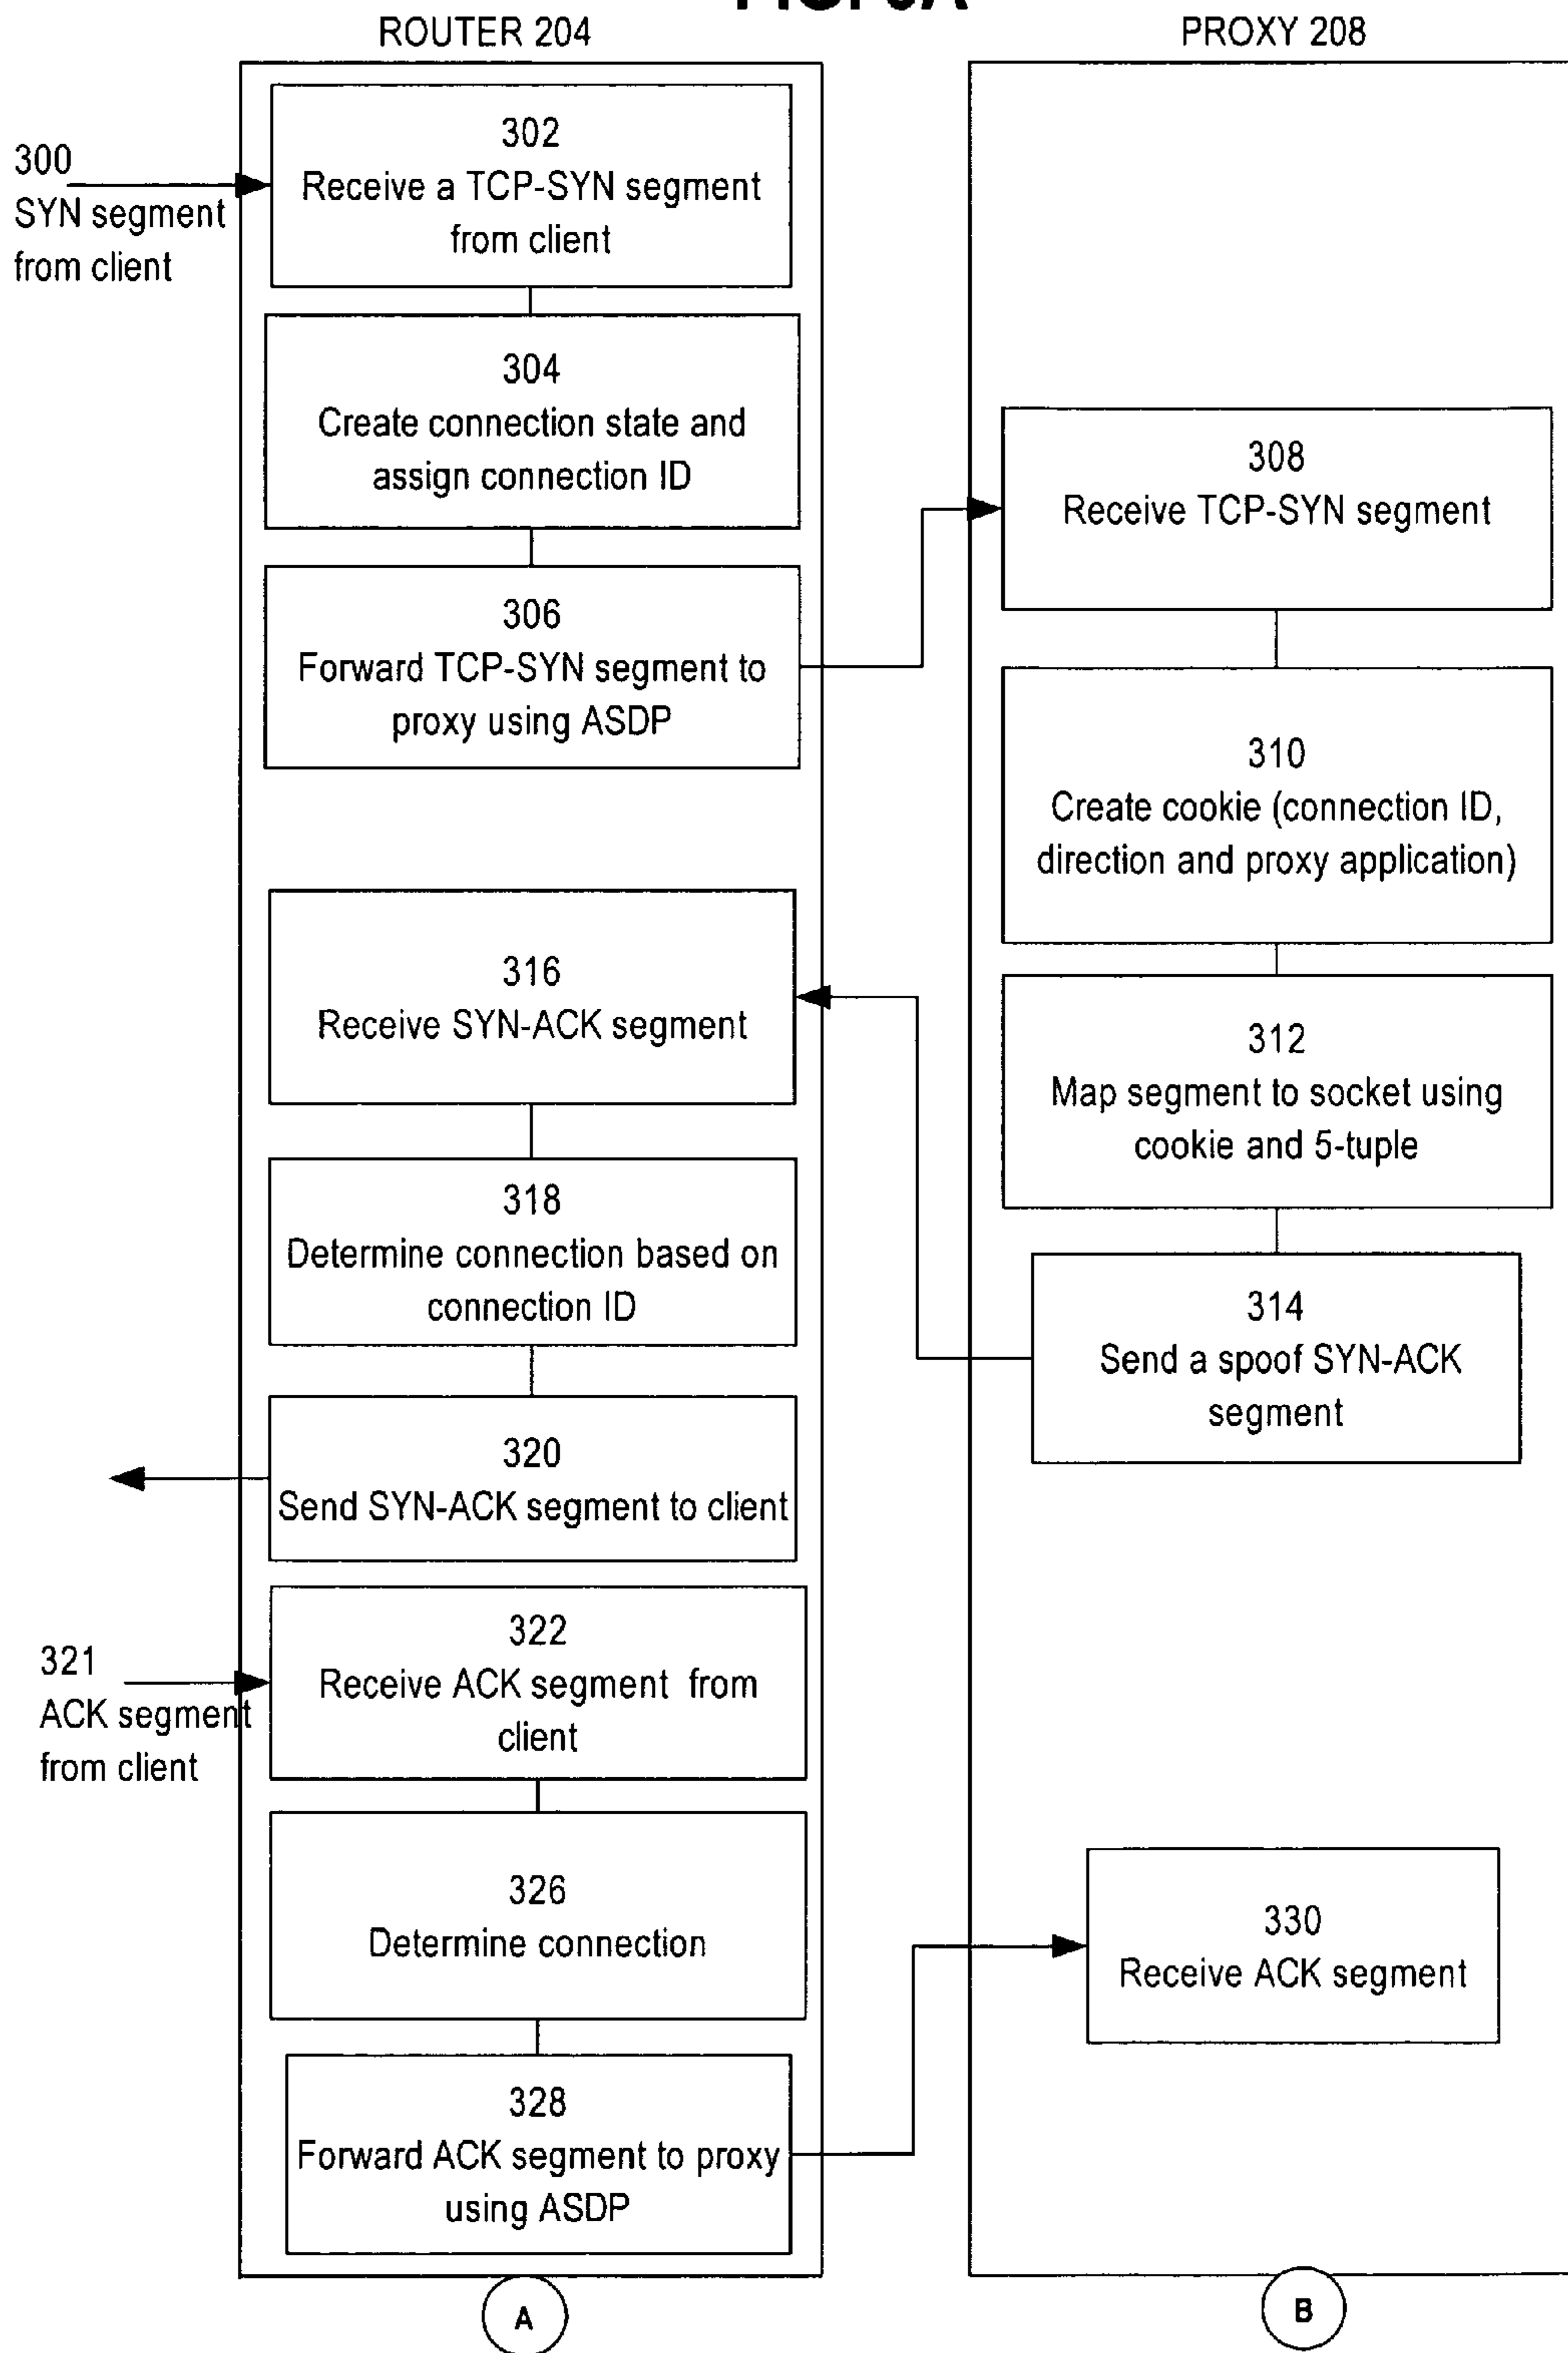 ROUTER 204
PROXY 208
300
SYN segment
from client
302
Receive a TCP-SYN segment
from client
304
Create connection state and
assign connection ID
306
Forward TCP-SYN segment to
proxy using ASDP
308
Receive TCP-SYN segment
310
Create cookie (connection ID,
direction and proxy application)
312
Map segment to socket using
cookie and 5-tuple
314
Send a spoof SYN-ACK
segment
316
Receive SYN-ACK segment
318
Determine connection based on
connection ID
320
Send SYN-ACK segment to client
321
ACK segment
from client
322
Receive ACK segment from
client
326
Determine connection
328
Forward ACK segment to proxy
using ASDP
330
Receive ACK segment
A
B